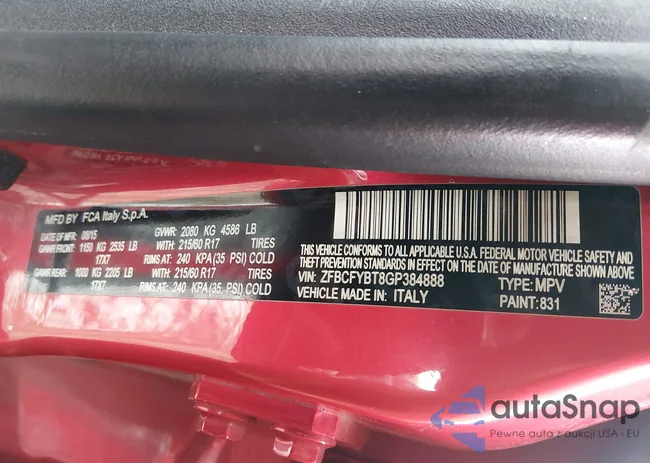 MFD BY FCA Italy S.p.A.
DATE OF MFR: 08/15 GVWR: 2080 KG 4586 LB
GAWR FRONT: 1150 KG 2535 LB WITH: 215/60 R17 TIRES
17X7 RIMS AT: 240 KPA (35 PSI) COLD
GAWR REAR: 1000 KG 2205 LB WITH: 215/60 R17 TIRES
17X7 RIMS AT: 240 KPA (35 PSI) COLD
THIS VEHICLE CONFORMS TO ALL APPLICABLE U.S.A. FEDERAL MOTOR VEHICLE SAFETY AND
THEFT PREVENTION STANDARDS IN EFFECT ON THE DATE OF MANUFACTURE SHOWN ABOVE
VIN: ZFBCFYBT8GP384888 TYPE: MPV
VEHICLE MADE IN: ITALY PAINT: 831
autaSnap
Pewne auta z aukcji USA i EU